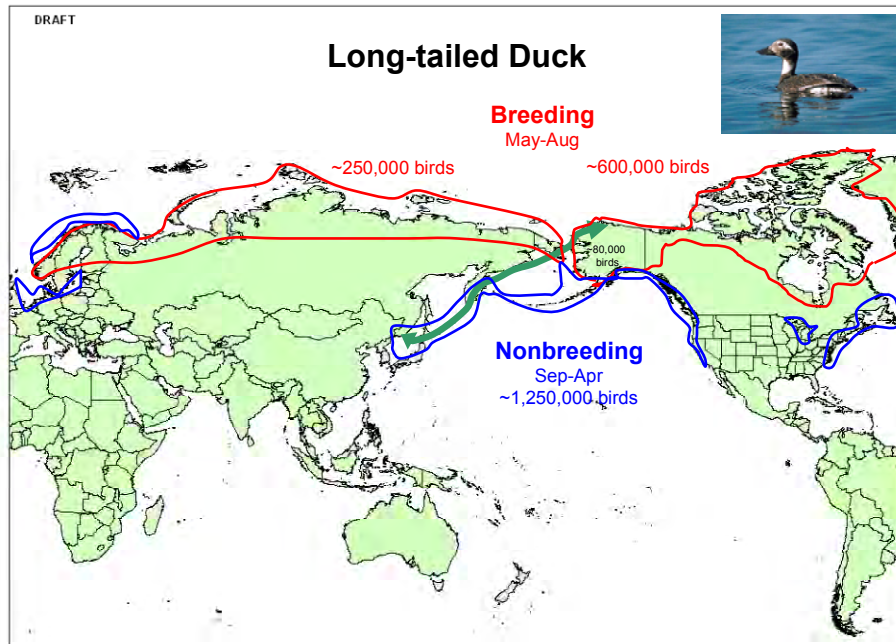 DRAFT
Long-tailed Duck
Breeding
May-Aug
~250,000 birds
~600,000 birds
~80,000
birds
Nonbreeding
Sep-Apr
~1,250,000 birds